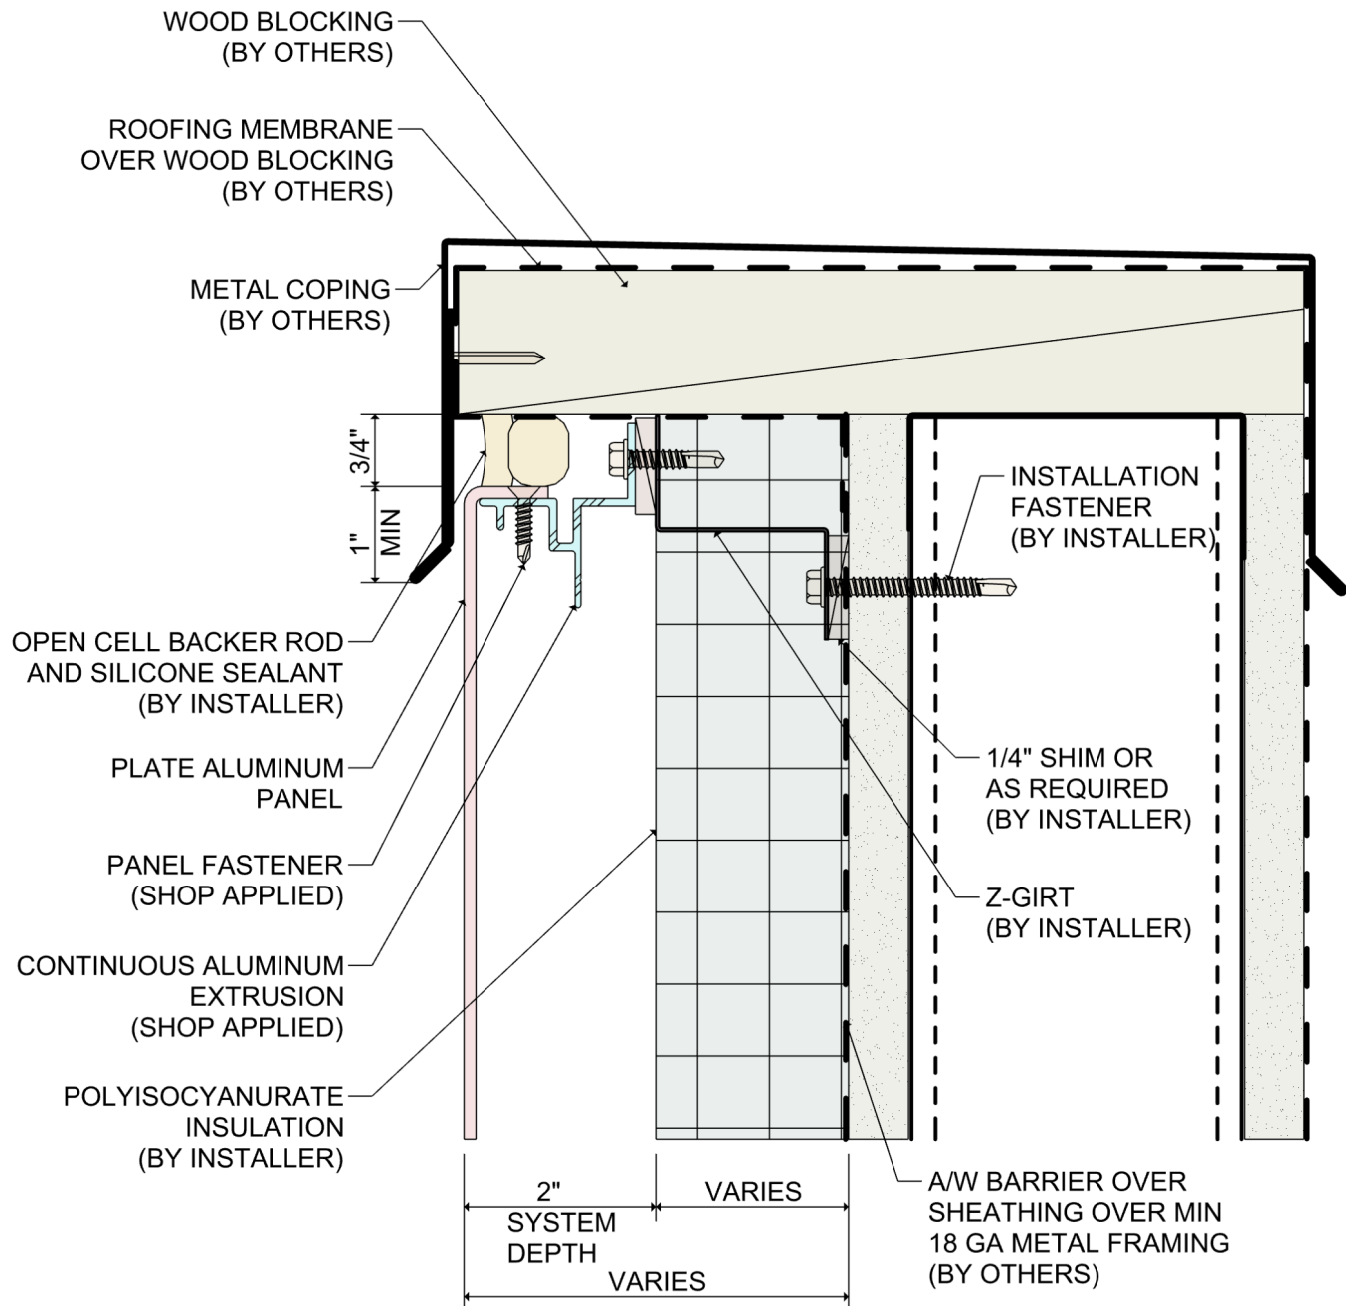 WOOD BLOCKING
(BY OTHERS)
ROOFING MEMBRANE
OVER WOOD BLOCKING
(BY OTHERS)
METAL COPING
(BY OTHERS)
3/4"
1"
MIN
OPEN CELL BACKER ROD
AND SILICONE SEALANT
(BY INSTALLER)
PLATE ALUMINUM
PANEL
PANEL FASTENER
(SHOP APPLIED)
CONTINUOUS ALUMINUM
EXTRUSION
(SHOP APPLIED)
POLYISOCYANURATE
INSULATION
(BY INSTALLER)
INSTALLATION
FASTENER
(BY INSTALLER)
1/4" SHIM OR
AS REQUIRED
(BY INSTALLER)
Z-GIRT
(BY INSTALLER)
A/W BARRIER OVER
SHEATHING OVER MIN
18 GA METAL FRAMING
(BY OTHERS)
2"
SYSTEM
DEPTH
VARIES
VARIES